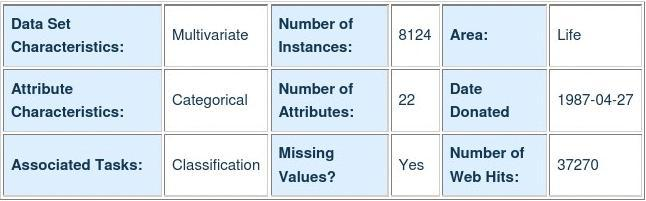 Data Set
Characteristics:
Multivariate
Number of
Instances:
8124
Area:
Life
Attribute
Characteristics:
Categorical
Number of
Attributes:
22
Date
Donated
1987-04-27
Associated Tasks:
Classification
Missing
Values?
Yes
Number of
Web Hits:
37270